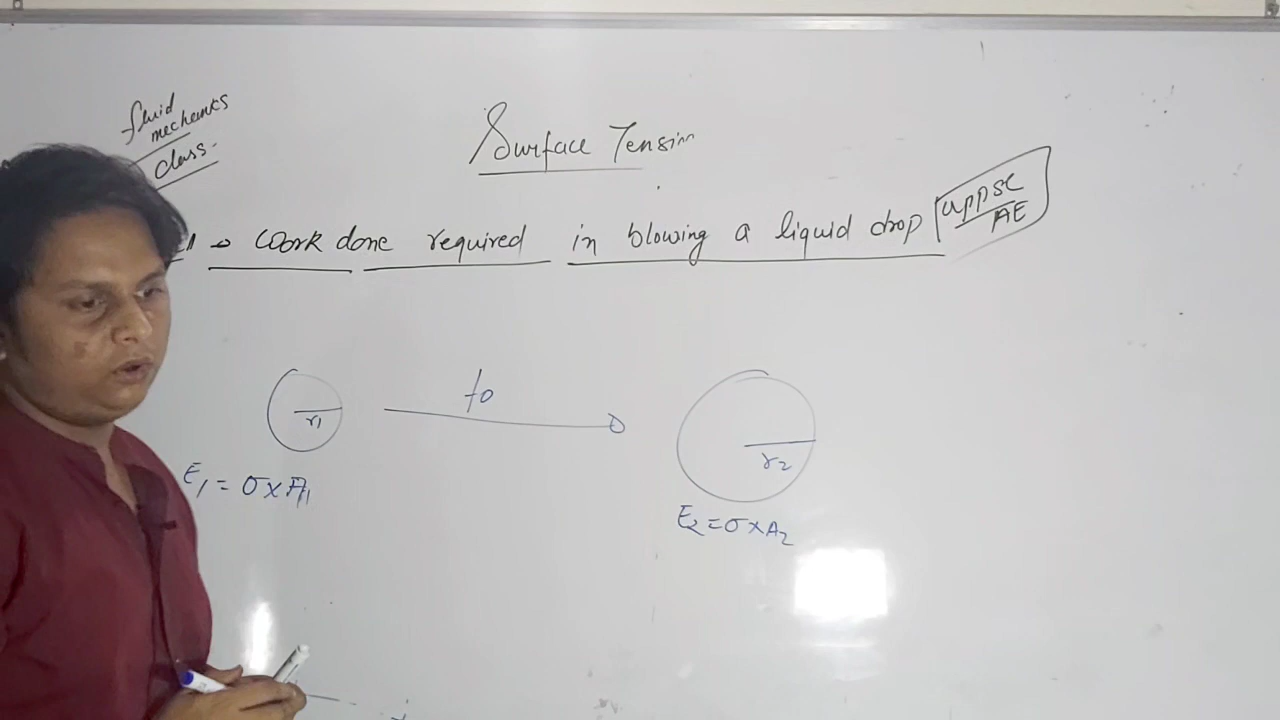 fluid
mechanics
class.
Surface Tension
→ Work done required in blowing a liquid drop uppsc
AE
to
r1
r2
E1 = σ×A1
E2 = σ×A2